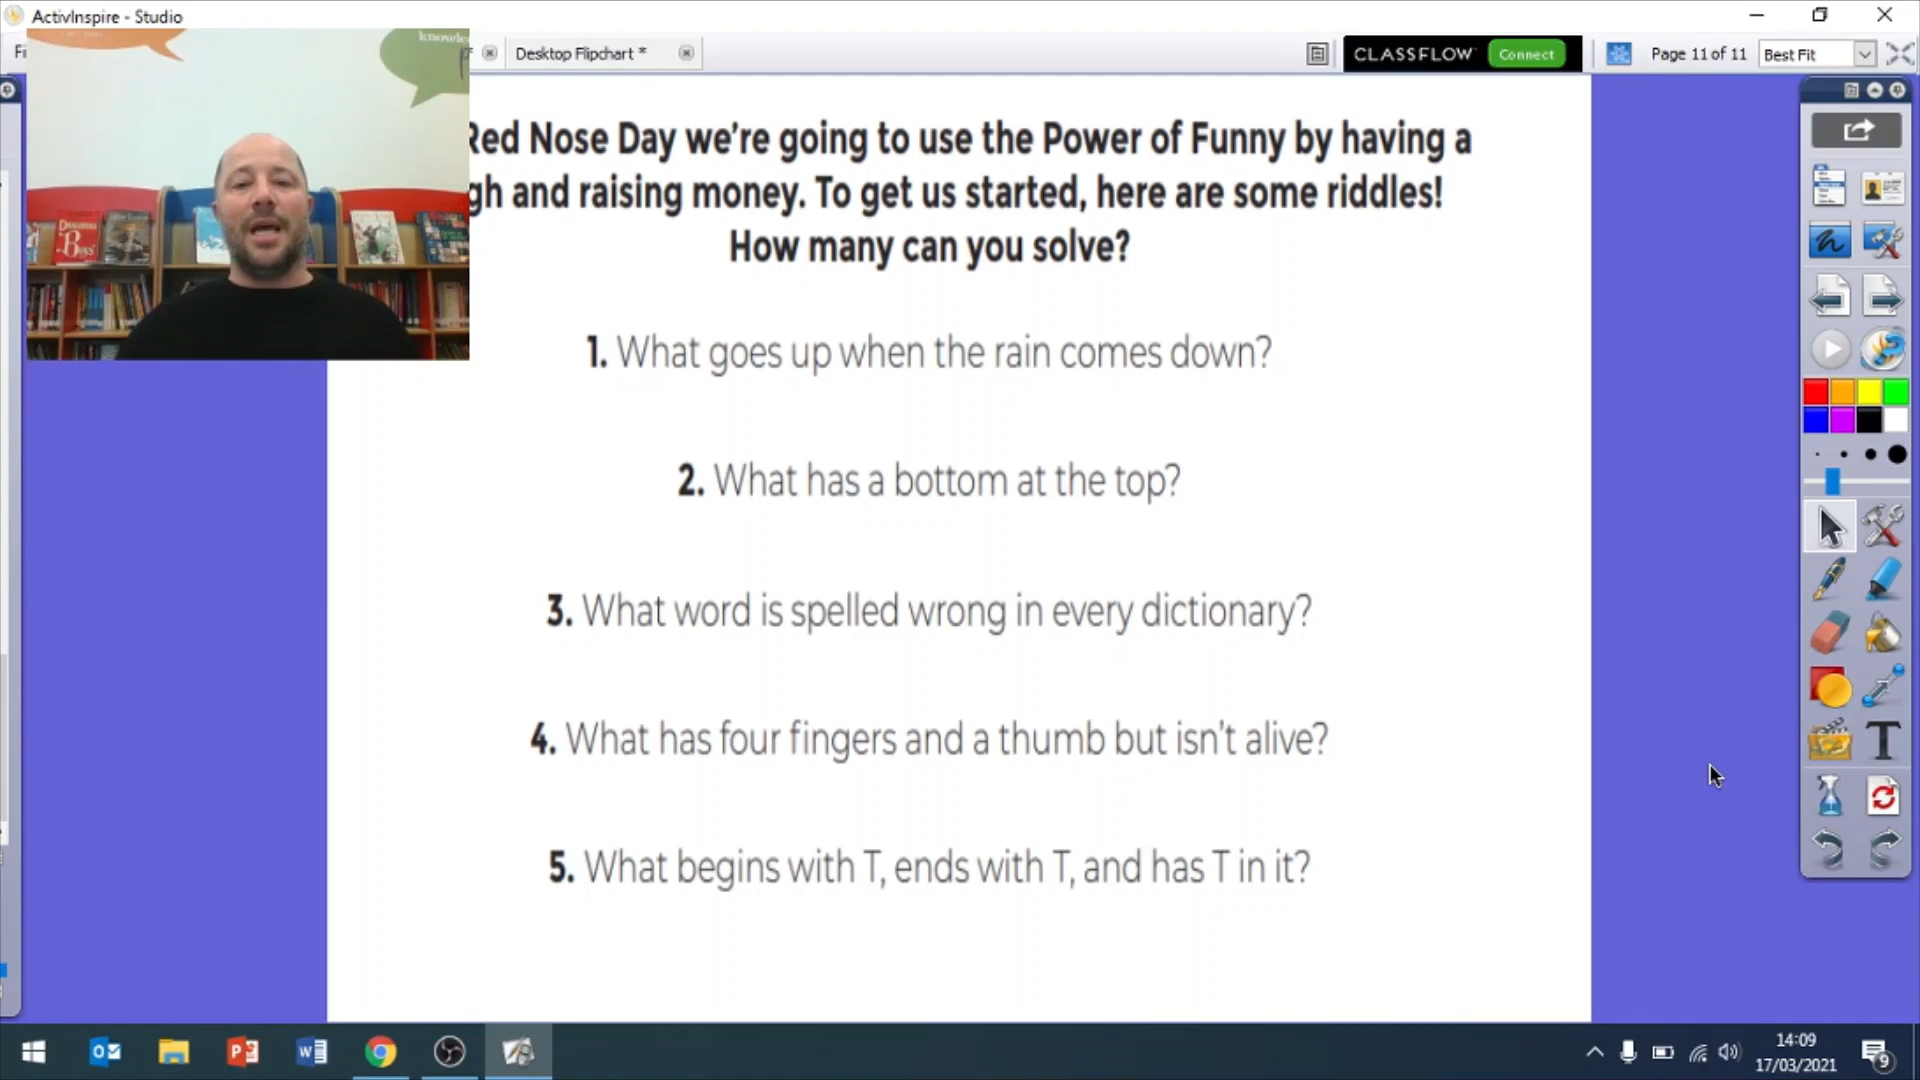 ActivInspire - Studio
knowle
Desktop Flipchart *
CLASSFLOW Connect
Page 11 of 11
Best Fit
Red Nose Day we're going to use the Power of Funny by having a
gh and raising money. To get us started, here are some riddles!
How many can you solve?
1. What goes up when the rain comes down?
2. What has a bottom at the top?
3. What word is spelled wrong in every dictionary?
4. What has four fingers and a thumb but isn't alive?
5. What begins with T, ends with T, and has T in it?
14:09
17/03/2021
9